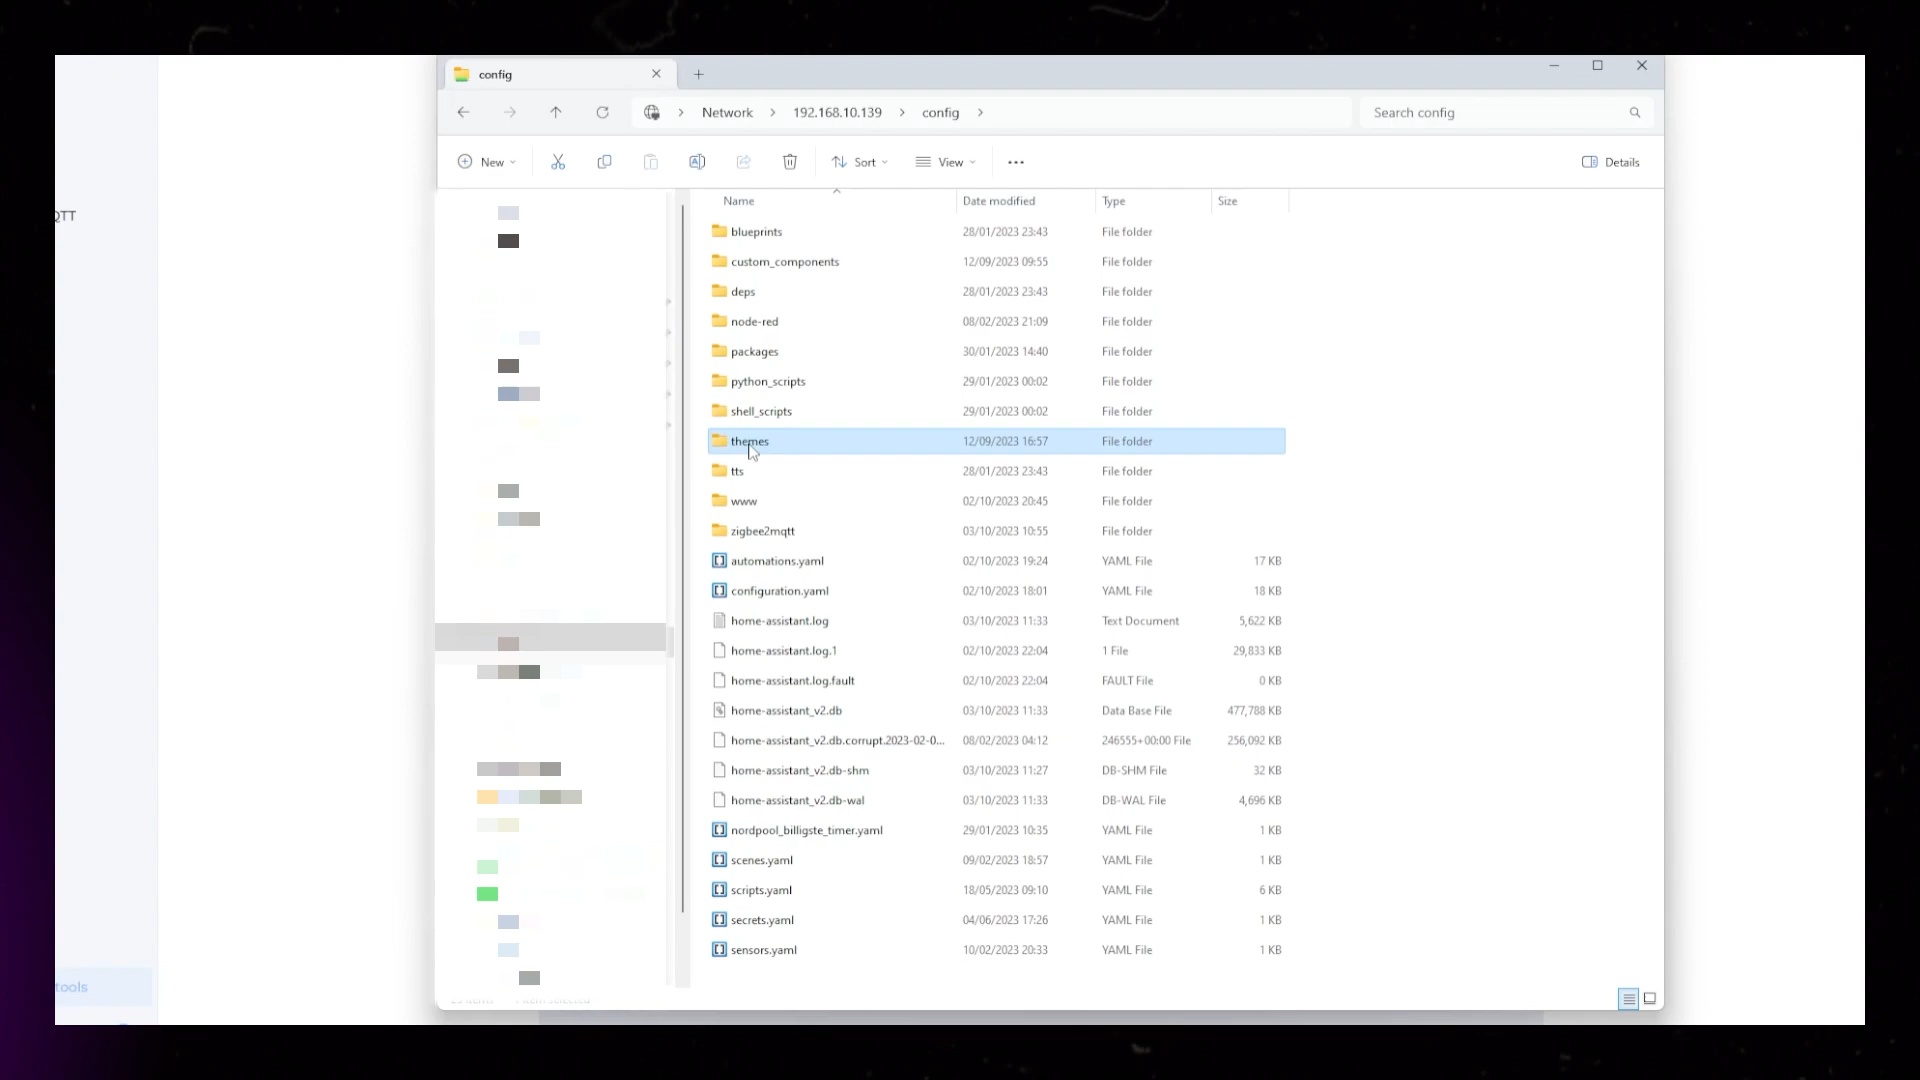 config
Network
192.168.10.139
config
Search config
New
Sort
View
Details
QTT
Name Date modified Type Size
blueprints 28/01/2023 23:43 File folder
custom_components 12/09/2023 09:55 File folder
deps 28/01/2023 23:43 File folder
node-red 08/02/2023 21:09 File folder
packages 30/01/2023 14:40 File folder
python_scripts 29/01/2023 00:02 File folder
shell_scripts 29/01/2023 00:02 File folder
themes 12/09/2023 16:57 File folder
tts 28/01/2023 23:43 File folder
www 02/10/2023 20:45 File folder
zigbee2mqtt 03/10/2023 10:55 File folder
automations.yaml 02/10/2023 19:24 YAML File 17 KB
configuration.yaml 02/10/2023 18:01 YAML File 18 KB
home-assistant.log 03/10/2023 11:33 Text Document 5,622 KB
home-assistant.log.1 02/10/2023 22:04 1 File 29,833 KB
home-assistant.log.fault 02/10/2023 22:04 FAULT File 0 KB
home-assistant_v2.db 03/10/2023 11:33 Data Base File 477,788 KB
home-assistant_v2.db.corrupt.2023-02-0... 08/02/2023 04:12 246555+00:00 File 256,092 KB
home-assistant_v2.db-shm 03/10/2023 11:27 DB-SHM File 32 KB
home-assistant_v2.db-wal 03/10/2023 11:33 DB-WAL File 4,696 KB
nordpool_billigste_timer.yaml 29/01/2023 10:35 YAML File 1 KB
scenes.yaml 09/02/2023 18:57 YAML File 1 KB
scripts.yaml 18/05/2023 09:10 YAML File 6 KB
secrets.yaml 04/06/2023 17:26 YAML File 1 KB
sensors.yaml 10/02/2023 20:33 YAML File 1 KB
tools